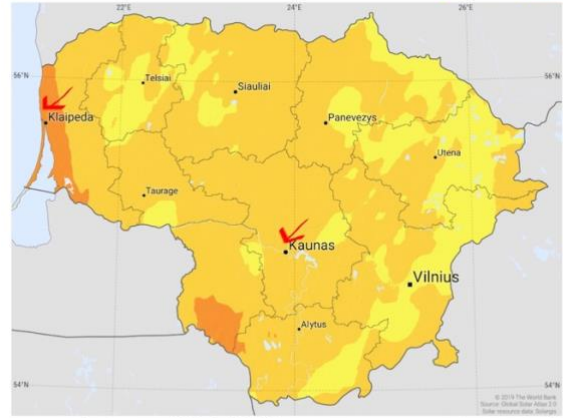 22°E
24°E
26°E
56°N
56°N
Telsiai
Siauliai
Klaipeda
Panevezys
Utena
Taurage
Kaunas
Vilnius
Alytus
54°N
54°N
© 2019 The World Bank
Source: Global Solar Atlas 2.0
Solar resource data: Solargis